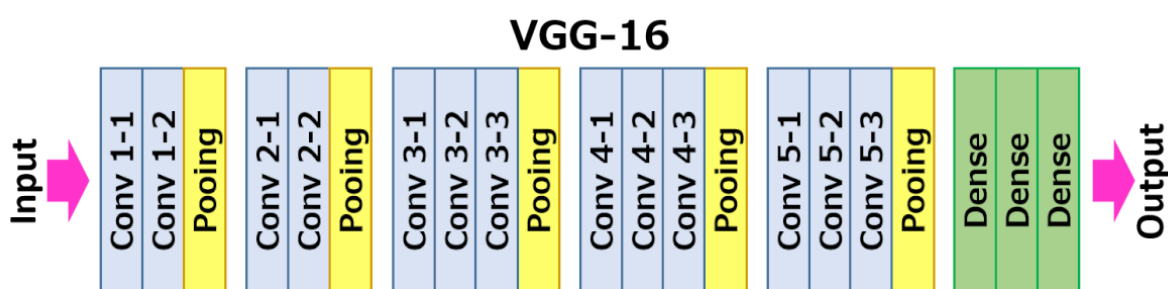 VGG-16
Input
Conv 1-1
Conv 1-2
Pooing
Conv 2-1
Conv 2-2
Pooing
Conv 3-1
Conv 3-2
Conv 3-3
Pooing
Conv 4-1
Conv 4-2
Conv 4-3
Pooing
Conv 5-1
Conv 5-2
Conv 5-3
Pooing
Dense
Dense
Dense
Output